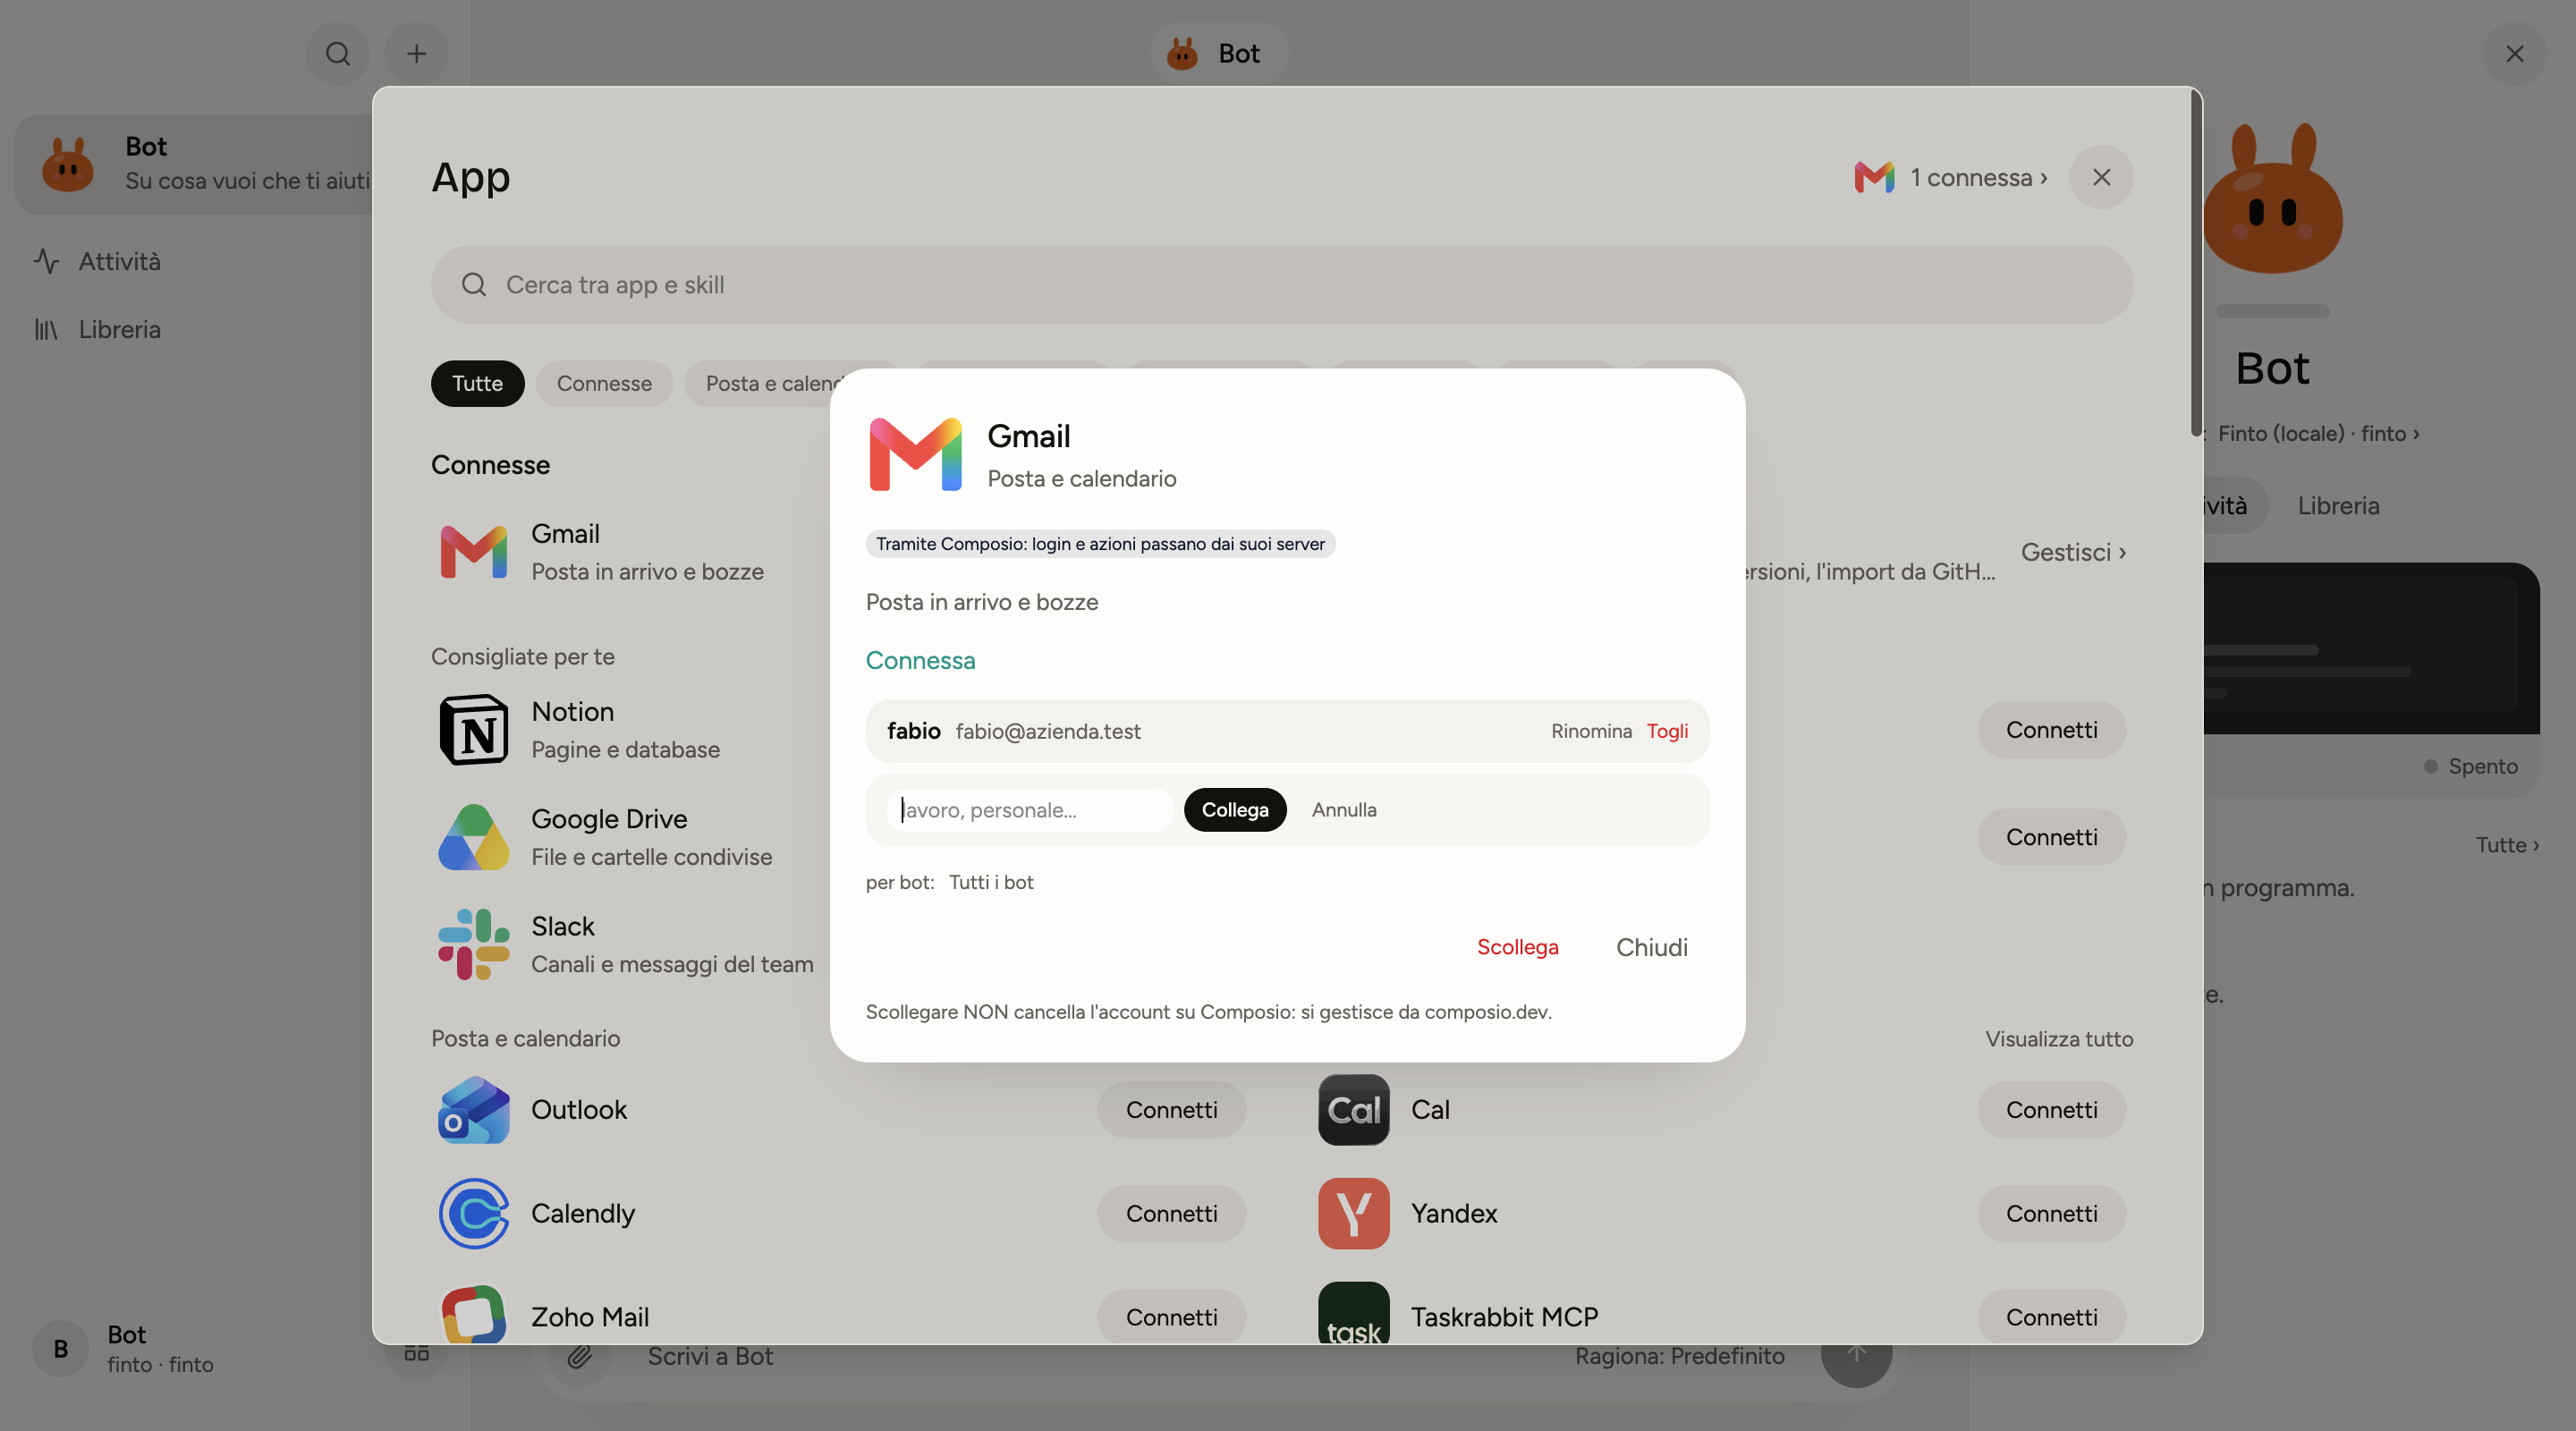 Bot
Bot
Su cosa vuoi che ti aiuti
Attività
Libreria
App
1 connessa ›
Cerca tra app e skill
Tutte
Connesse
Posta e calend
Connesse
Gmail
Posta in arrivo e bozze
ersioni, l'import da GitH...
Gestisci ›
Consigliate per te
Notion
Pagine e database
Connetti
Google Drive
File e cartelle condivise
Connetti
Slack
Canali e messaggi del team
Posta e calendario
Visualizza tutto
Outlook
Connetti
Cal
Cal
Connetti
Calendly
Connetti
Yandex
Connetti
Zoho Mail
Connetti
task
Taskrabbit MCP
Connetti
Gmail
Posta e calendario
Tramite Composio: login e azioni passano dai suoi server
Posta in arrivo e bozze
Connessa
fabio fabio@azienda.test Rinomina Togli
lavoro, personale... Collega Annulla
per bot: Tutti i bot
Scollega Chiudi
Scollegare NON cancella l'account su Composio: si gestisce da composio.dev.
Bot
: Finto (locale) · finto ›
ività Libreria
Spento
Tutte ›
n programma.
e.
B
Bot
finto · finto
Scrivi a Bot
Ragiona: Predefinito